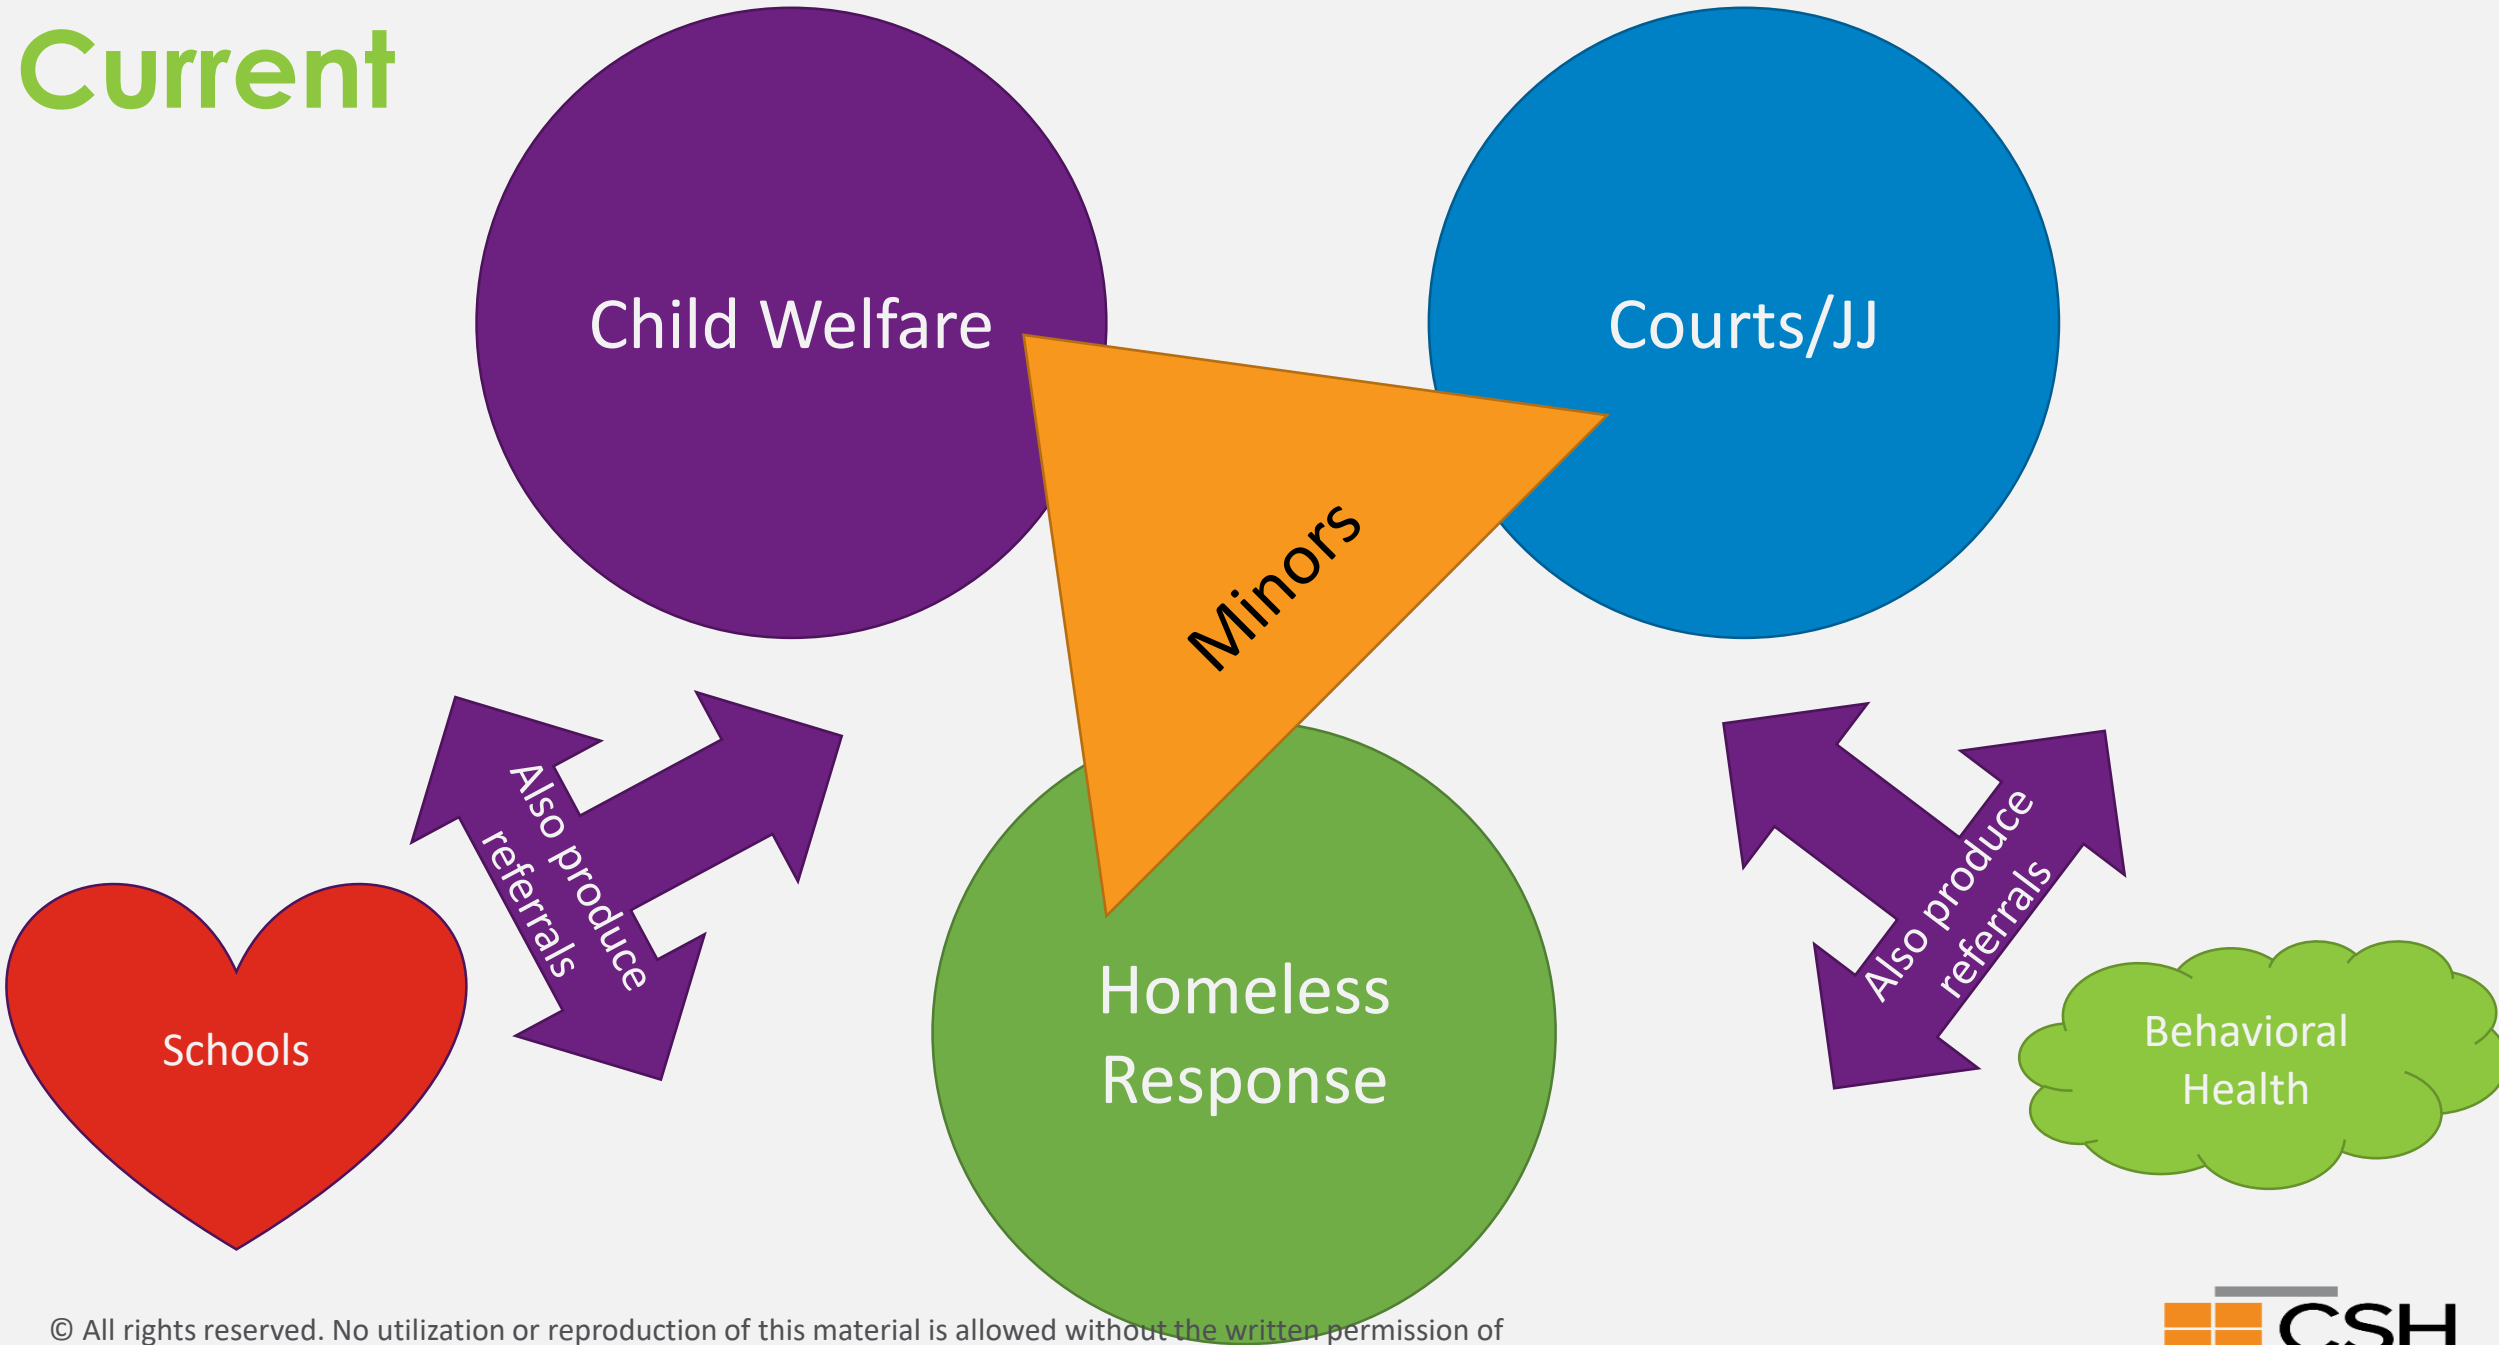 Current
Child Welfare
Courts/JJ
Minors
Also produce
referrals
Also produce
referrals
Schools
Homeless
Response
Behavioral
Health
© All rights reserved. No utilization or reproduction of this material is allowed without the written permission of
CSH